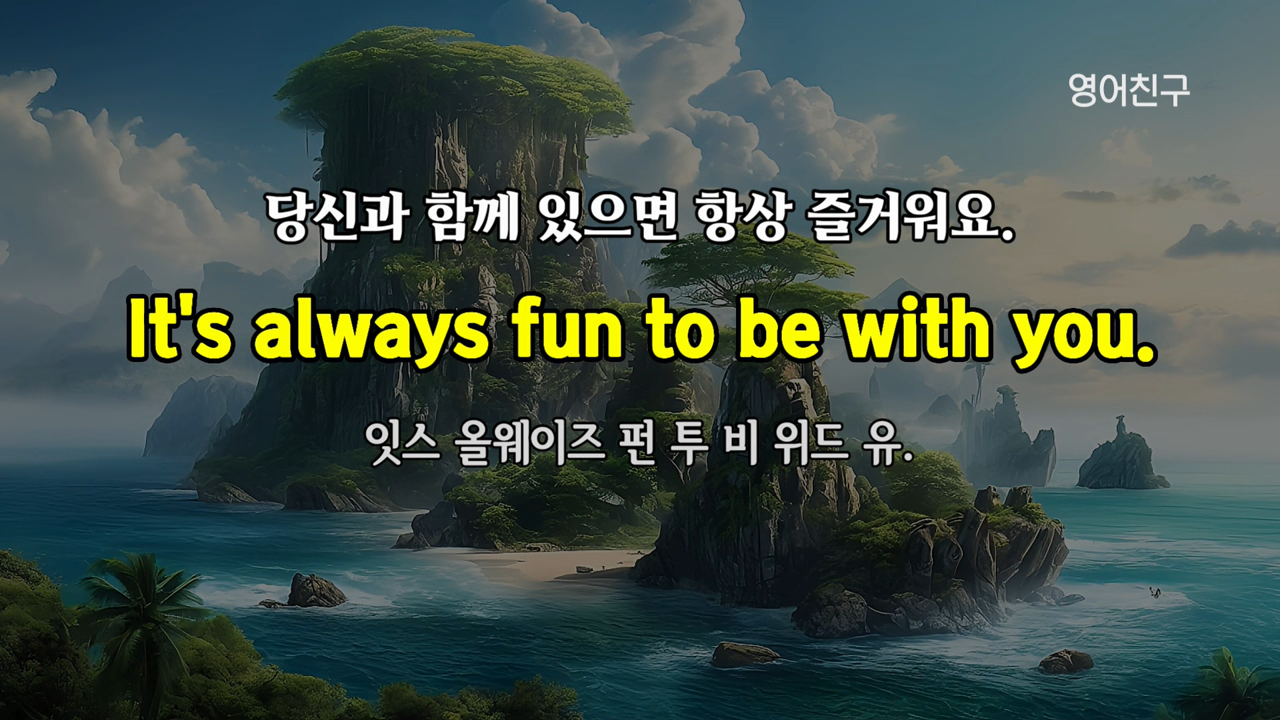 영어친구
당신과 함께 있으면 항상 즐거워요.
It's always fun to be with you.
잇스 올웨이즈 펀 투 비 위드 유.